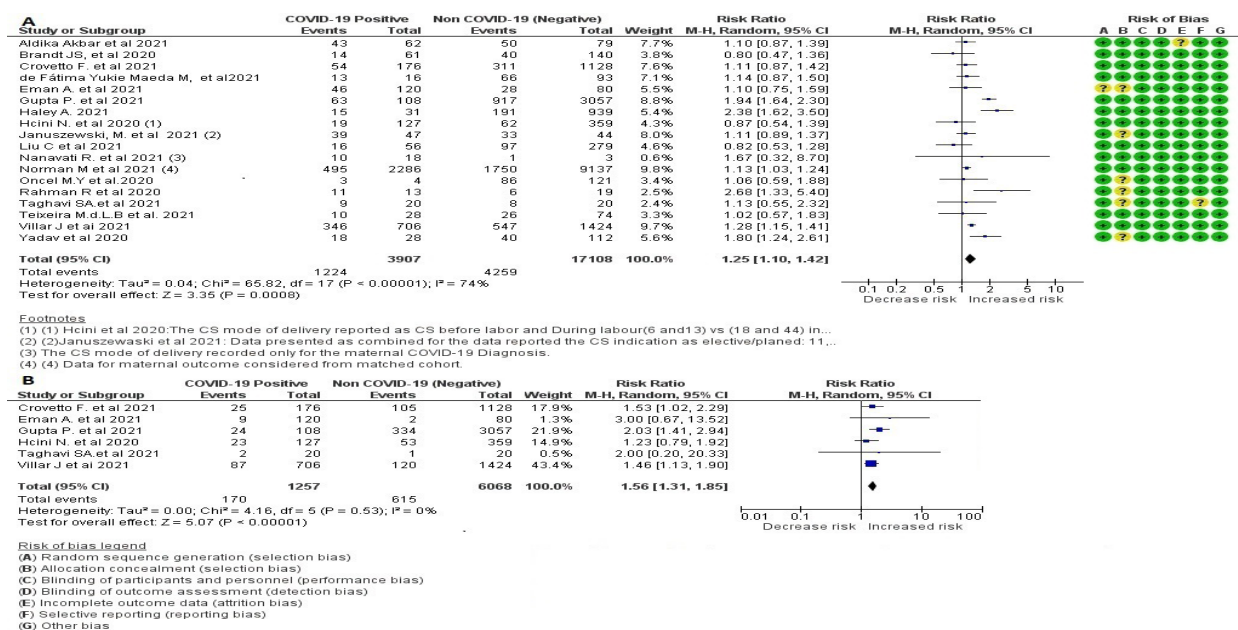 A
COVID-19 Positive Non COVID-19 (Negative) Risk Ratio Risk Ratio Risk of Bias
Study or Subgroup Events Total Events Total Weight M-H, Random, 95% CI M-H, Random, 95% CI A B C D E F G
Aldika Akbar et al 2021 43 62 50 79 7.7% 1.10 [0.87, 1.39]
Brandt JS, et al 2020 14 61 40 140 3.8% 0.80 [0.47, 1.36]
Crovetto F. et al 2021 54 176 311 1128 7.6% 1.11 [0.87, 1.42]
de Fátima Yukie Maeda M, et al2021 13 16 66 93 7.1% 1.14 [0.87, 1.50]
Eman A. et al 2021 46 120 28 80 5.5% 1.10 [0.75, 1.59]
Gupta P. et al 2021 63 108 917 3057 8.8% 1.94 [1.64, 2.30]
Haley A. 2021 15 31 191 939 5.4% 2.38 [1.62, 3.50]
Hcini N. et al 2020 (1) 19 127 62 359 4.1% 0.87 [0.54, 1.39]
Januszewski, M. et al 2021 (2) 39 47 33 44 8.0% 1.11 [0.89, 1.37]
Liu C et al 2021 16 56 97 279 4.5% 0.82 [0.53, 1.28]
Nanavati R. et al 2021 (3) 10 18 1 3 0.6% 1.67 [0.32, 8.70]
Norman M et al 2021 (4) 495 2286 1750 9137 9.8% 1.13 [1.03, 1.24]
Oncel M.Y et al.2020 3 4 86 121 3.4% 1.06 [0.59, 1.88]
Rahman R et al 2020 11 13 6 19 2.5% 2.68 [1.33, 5.40]
Taghavi SA.et al 2021 9 20 8 20 2.4% 1.13 [0.55, 2.32]
Teixeira M.d.L.B et al. 2021 10 28 26 74 3.3% 1.02 [0.57, 1.83]
Villar J et ai 2021 346 706 547 1424 9.7% 1.28 [1.15, 1.41]
Yadav et al 2020 18 28 40 112 5.6% 1.80 [1.24, 2.61]
Total (95% CI) 3907 17108 100.0% 1.25 [1.10, 1.42]
Total events 1224 4259
Heterogeneity: Tau² = 0.04; Chi² = 65.82, df = 17 (P < 0.00001); I² = 74%
Test for overall effect: Z = 3.35 (P = 0.0008)
0.1 0.2 0.5 1 2 5 10
Decrease risk Increased risk
Footnotes
(1) (1) Hcini et al 2020:The CS mode of delivery reported as CS before labor and During labour(6 and13) vs (18 and 44) in...
(2) (2)Januszewaski et al 2021: Data presented as combined for the data reported the CS indication as elective/planed: 11,..
(3) The CS mode of delivery recorded only for the maternal COVID-19 Diagnosis.
(4) (4) Data for maternal outcome considered from matched cohort.
B
COVID-19 Positive Non COVID-19 (Negative) Risk Ratio Risk Ratio
Study or Subgroup Events Total Events Total Weight M-H, Random, 95% CI M-H, Random, 95% CI
Crovetto F. et al 2021 25 176 105 1128 17.9% 1.53 [1.02, 2.29]
Eman A. et al 2021 9 120 2 80 1.3% 3.00 [0.67, 13.52]
Gupta P. et al 2021 24 108 334 3057 21.9% 2.03 [1.41, 2.94]
Hcini N. et al 2020 23 127 53 359 14.9% 1.23 [0.79, 1.92]
Taghavi SA.et al 2021 2 20 1 20 0.5% 2.00 [0.20, 20.33]
Villar J et ai 2021 87 706 120 1424 43.4% 1.46 [1.13, 1.90]
Total (95% CI) 1257 6068 100.0% 1.56 [1.31, 1.85]
Total events 170 615
Heterogeneity: Tau² = 0.00; Chi² = 4.16, df = 5 (P = 0.53); I² = 0%
Test for overall effect: Z = 5.07 (P < 0.00001)
0.01 0.1 1 10 100
Decrease risk Increased risk
Risk of bias legend
(A) Random sequence generation (selection bias)
(B) Allocation concealment (selection bias)
(C) Blinding of participants and personnel (performance bias)
(D) Blinding of outcome assessment (detection bias)
(E) Incomplete outcome data (attrition bias)
(F) Selective reporting (reporting bias)
(G) Other bias